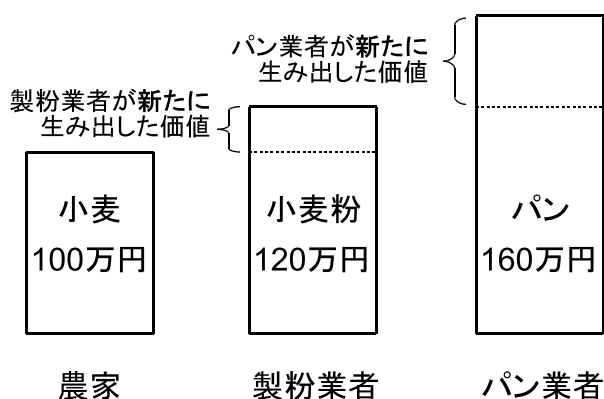 パン業者が新たに
生み出した価値
製粉業者が新たに
生み出した価値
小麦
100万円
小麦粉
120万円
パン
160万円
農家
製粉業者
パン業者